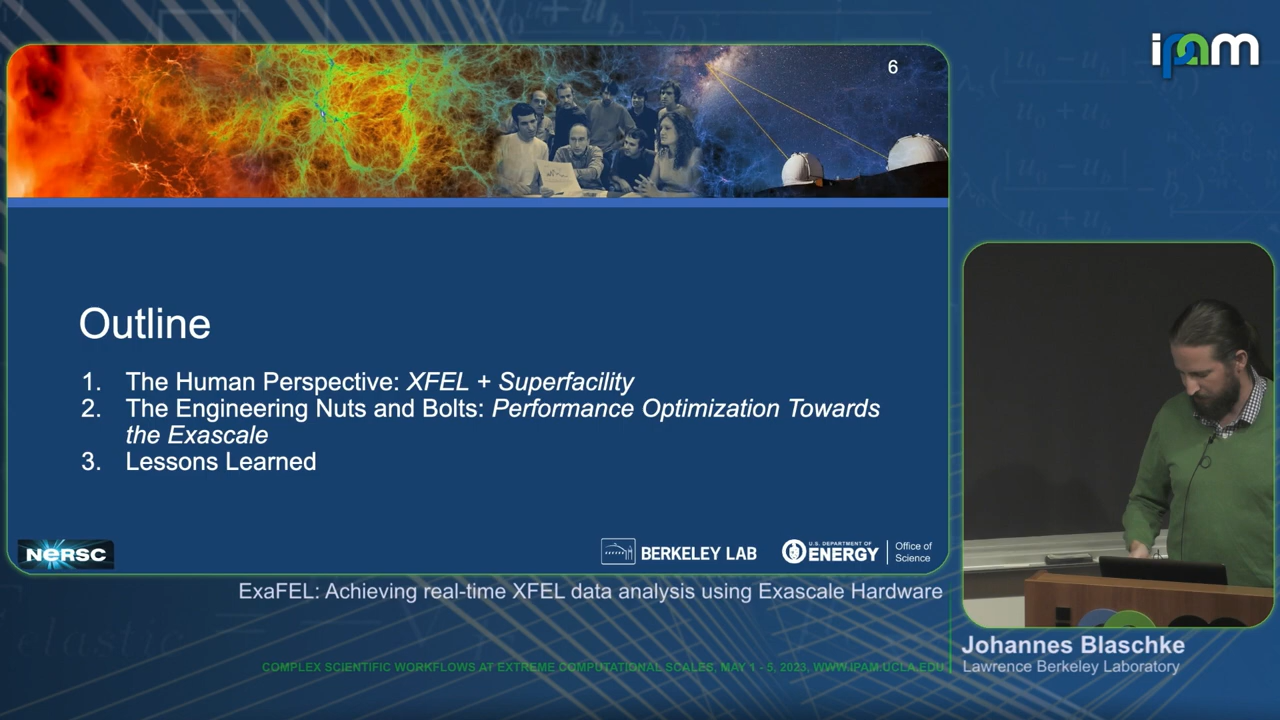 ipam
6
Outline
1. The Human Perspective: XFEL + Superfacility
2. The Engineering Nuts and Bolts: Performance Optimization Towards
the Exascale
3. Lessons Learned
NERSC
BERKELEY LAB
U.S. DEPARTMENT OF
ENERGY
Office of
Science
ExaFEL: Achieving real-time XFEL data analysis using Exascale Hardware
Johannes Blaschke
Lawrence Berkeley Laboratory
COMPLEX SCIENTIFIC WORKFLOWS AT EXTREME COMPUTATIONAL SCALES, MAY 1 - 5, 2023, WWW.IPAM.UCLA.EDU
elastic